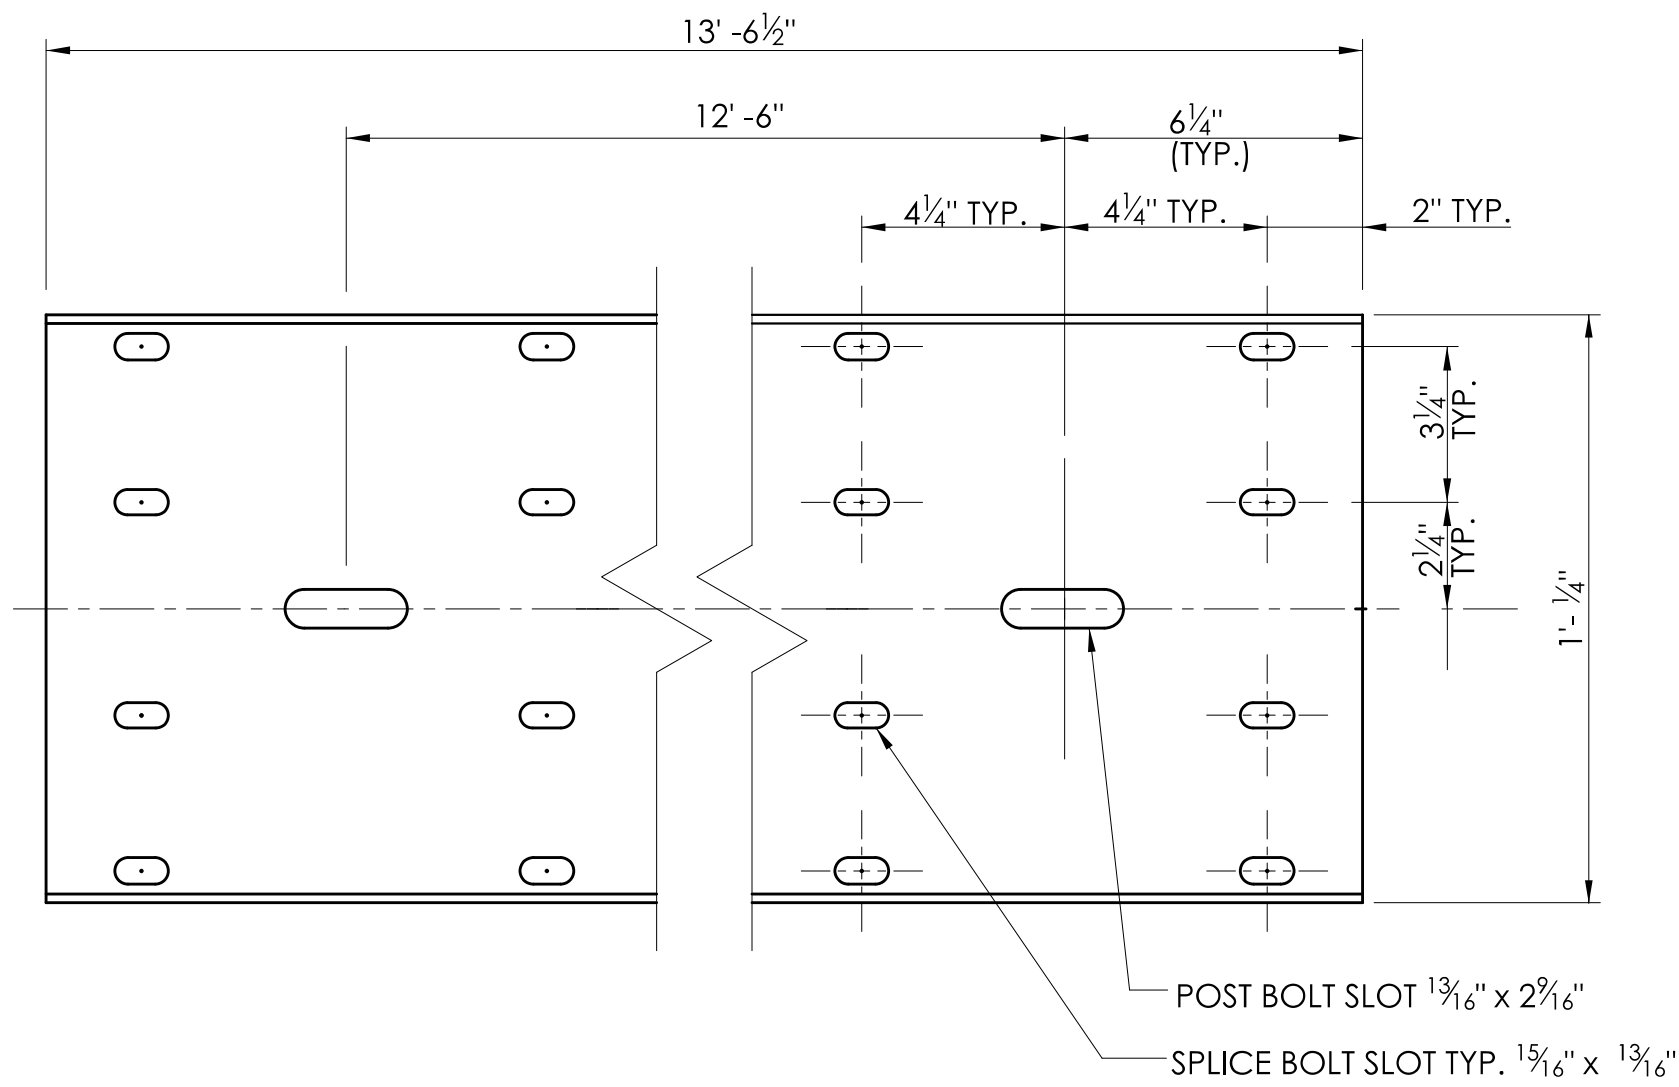 13' -6½"
12' -6"
6¼"
(TYP.)
4¼" TYP.
4¼" TYP.
2" TYP.
3¼"
TYP.
2¼"
TYP.
1'- ¼"
POST BOLT SLOT 13⁄16" x 2 9⁄16"
SPLICE BOLT SLOT TYP. 15⁄16" x 13⁄16"